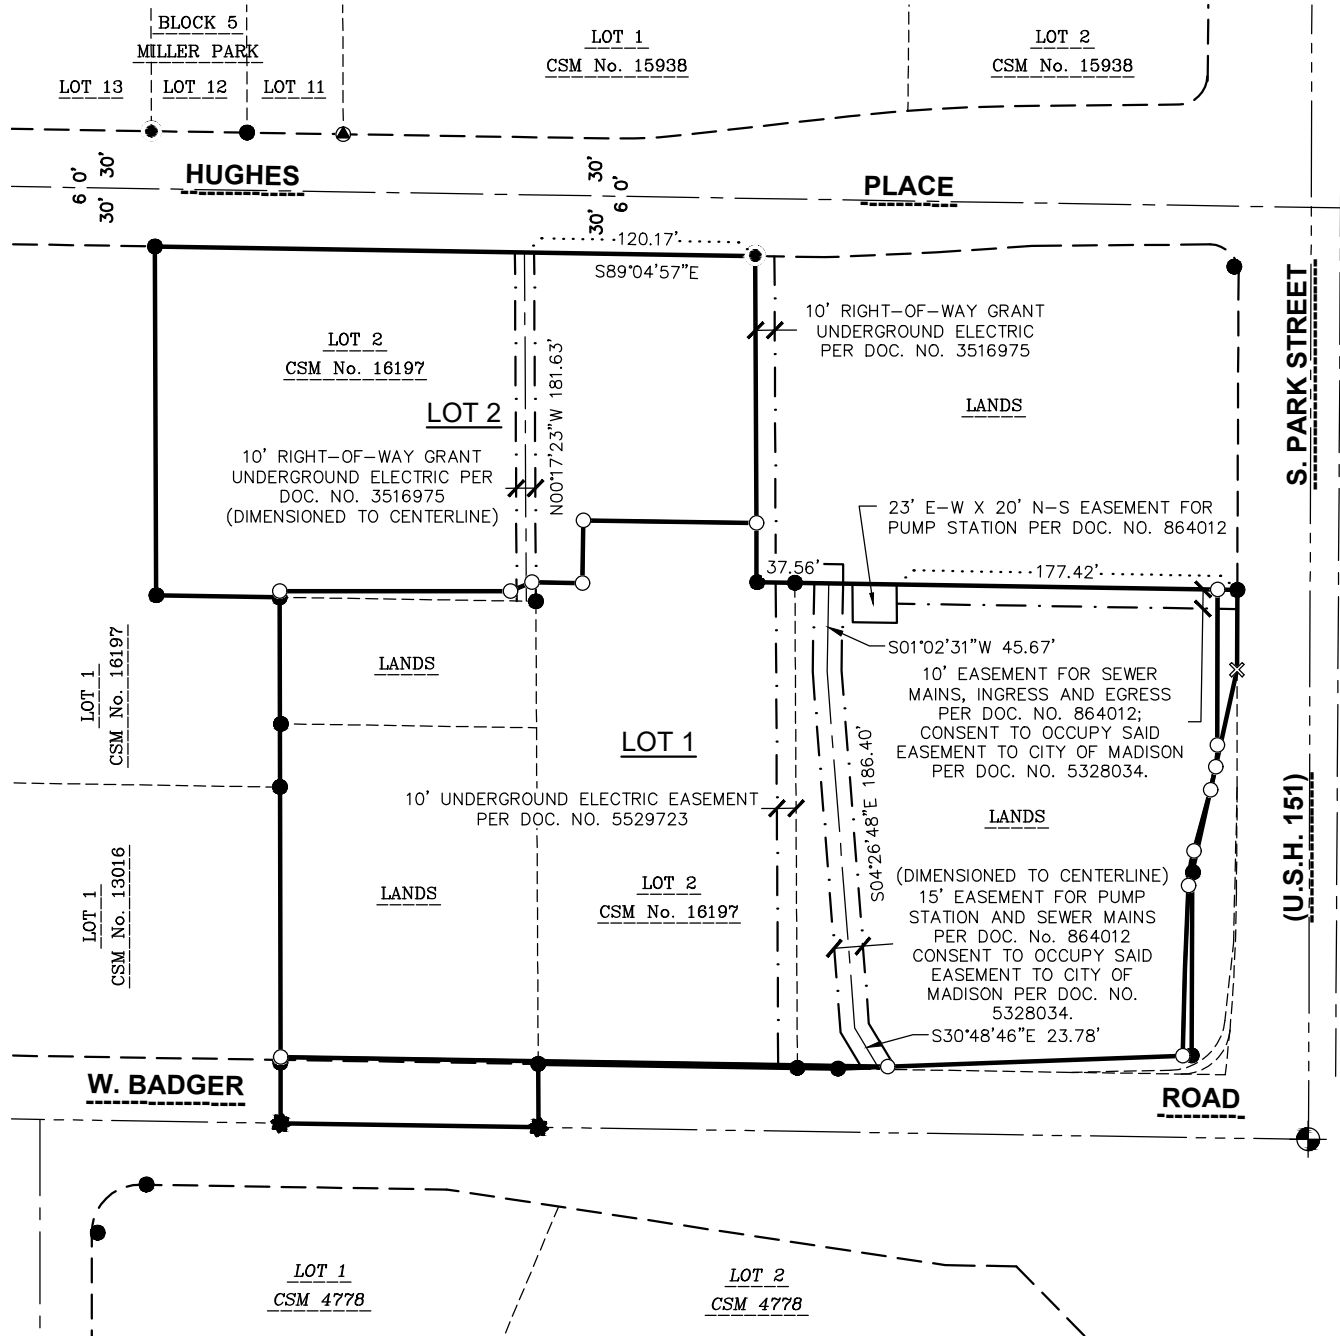 BLOCK 5
MILLER PARK
LOT 13
LOT 12
LOT 11
LOT 1
CSM No. 15938
LOT 2
CSM No. 15938
HUGHES
PLACE
30'
6 0'
30'
30'
6 0'
30'
120.17'
S89°04'57"E
S. PARK STREET
(U.S.H. 151)
LOT 2
CSM No. 16197
LOT 2
10' RIGHT-OF-WAY GRANT
UNDERGROUND ELECTRIC PER
DOC. NO. 3516975
(DIMENSIONED TO CENTERLINE)
N00°17'23"W 181.63'
10' RIGHT-OF-WAY GRANT
UNDERGROUND ELECTRIC
PER DOC. NO. 3516975
LANDS
23' E-W X 20' N-S EASEMENT FOR
PUMP STATION PER DOC. NO. 864012
37.56'
177.42'
S01°02'31"W 45.67'
10' EASEMENT FOR SEWER
MAINS, INGRESS AND EGRESS
PER DOC. NO. 864012;
CONSENT TO OCCUPY SAID
EASEMENT TO CITY OF MADISON
PER DOC. NO. 5328034.
LOT 1
CSM No. 16197
LANDS
LOT 1
10' UNDERGROUND ELECTRIC EASEMENT
PER DOC. NO. 5529723
S04°26'48"E 186.40'
LANDS
LOT 1
CSM No. 13016
LANDS
LOT 2
CSM No. 16197
(DIMENSIONED TO CENTERLINE)
15' EASEMENT FOR PUMP
STATION AND SEWER MAINS
PER DOC. No. 864012
CONSENT TO OCCUPY SAID
EASEMENT TO CITY OF
MADISON PER DOC. NO.
5328034.
S30°48'46"E 23.78'
W. BADGER
ROAD
LOT 1
CSM 4778
LOT 2
CSM 4778